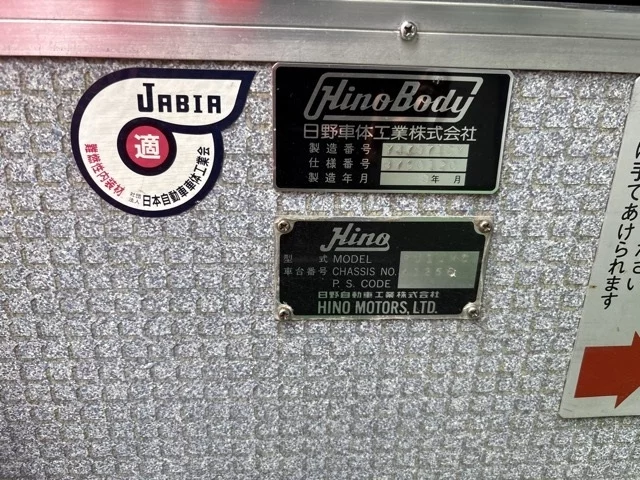 JABIA
適
難燃性内装材
社団法人 日本自動車車体工業会
HinoBody
日野車体工業株式会社
製造番号
仕様番号
製造年月 年 月
Hino
型式 MODEL
車台番号 CHASSIS NO.
P. S. CODE
日野自動車工業株式会社
HINO MOTORS, LTD.
手であけられます